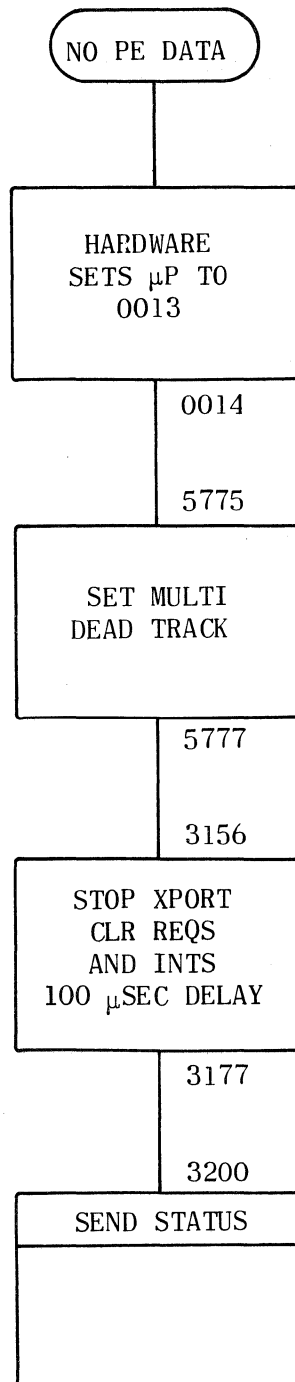 NO PE DATA
HARDWARE
SETS μP TO
0013
0014
5775
SET MULTI
DEAD TRACK
5777
3156
STOP XPORT
CLR REQS
AND INTS
100 μSEC DELAY
3177
3200
SEND STATUS